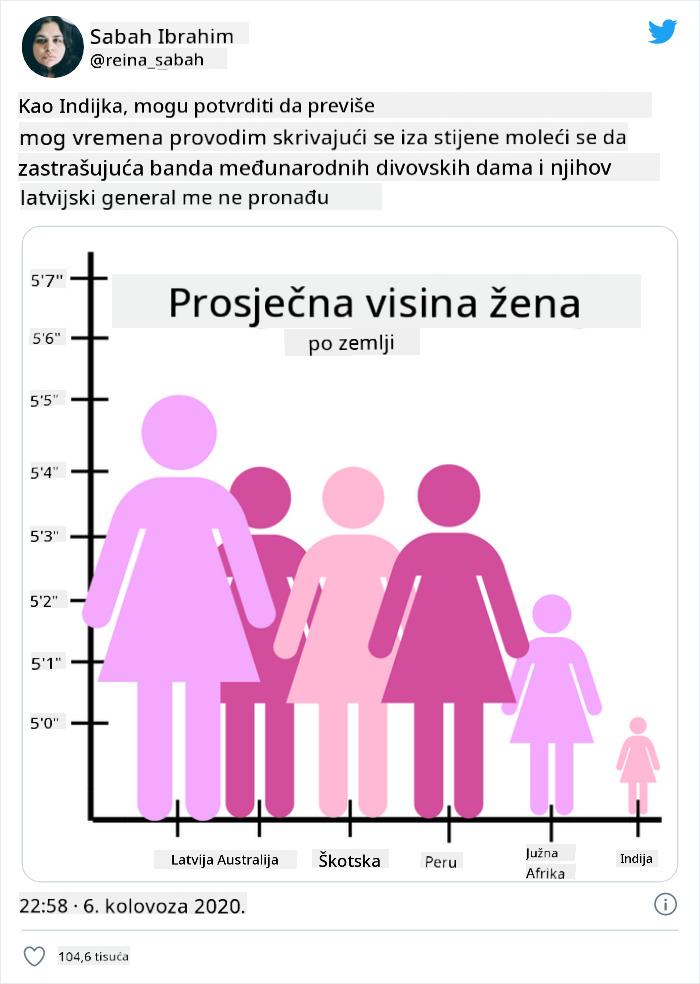 Sabah Ibrahim
@reina_sabah
Kao Indijka, mogu potvrditi da previše
mog vremena provodim skrivajući se iza stijene moleći se da
zastrašujuća banda međunarodnih divovskih dama i njihov
latvijski general me ne pronađu
Prosječna visina žena
po zemlji
5'7"
5'6"
5'5"
5'4"
5'3"
5'2"
5'1"
5'0"
Latvija Australija Škotska Peru Južna Afrika Indija
22:58 · 6. kolovoza 2020.
104,6 tisuća